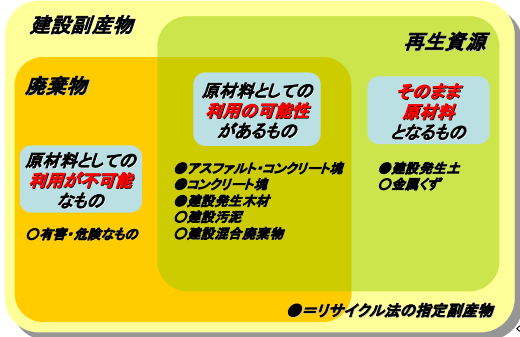 建設副産物
再生資源
廃棄物
原材料としての
利用の可能性
があるもの
そのまま
原材料
となるもの
原材料としての
利用が不可能
なもの
●アスファルト・コンクリート塊
●コンクリート塊
●建設発生木材
○建設汚泥
○建設混合廃棄物
●建設発生土
○金属くず
○有害・危険なもの
●＝リサイクル法の指定副産物